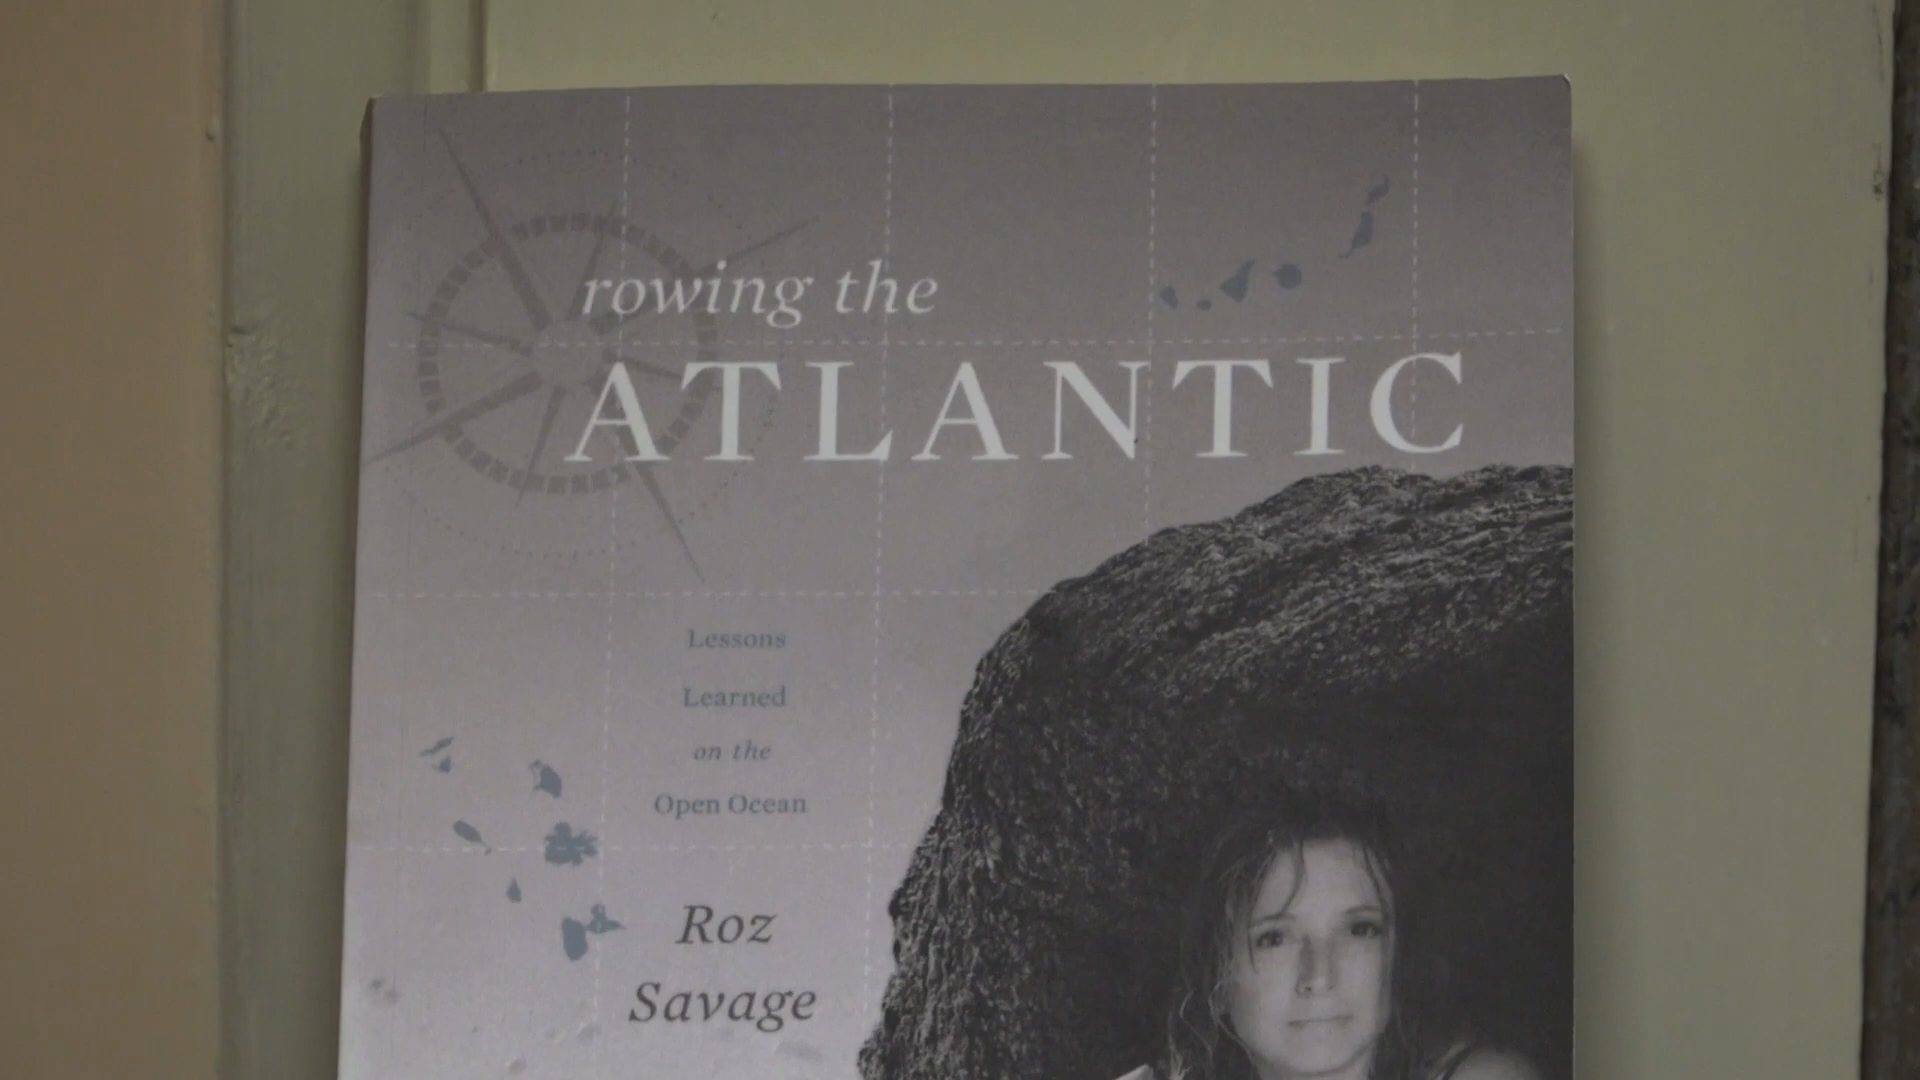 rowing the
ATLANTIC
Lessons
Learned
on the
Open Ocean
Roz
Savage